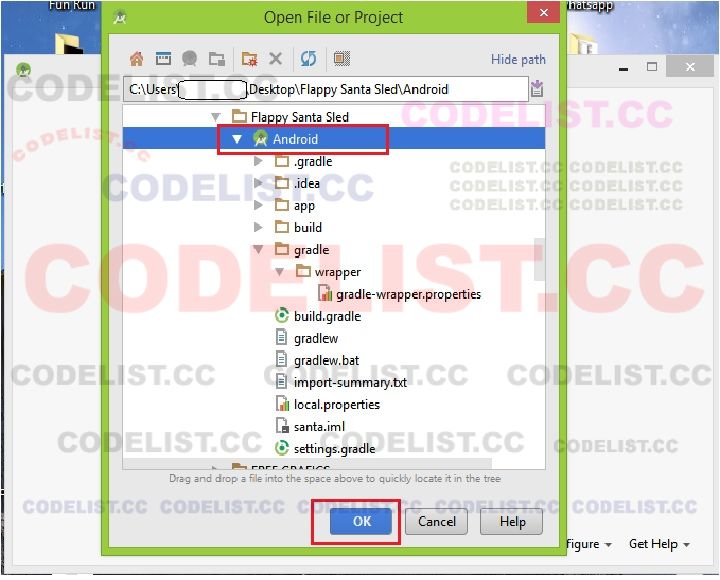 Fun Run
whatsapp
Open File or Project
Hide path
C:\Users\ \Desktop\Flappy Santa Sled\Android
Flappy Santa Sled
Android
.gradle
.idea
app
build
gradle
wrapper
gradle-wrapper.properties
build.gradle
gradlew
gradlew.bat
import-summary.txt
local.properties
santa.iml
settings.gradle
FREE GRAFICS
Drag and drop a file into the space above to quickly locate it in the tree
OK
Cancel
Help
figure
Get Help
CODELIST.CC
CODELIST.CC
CODELIST.CC
CODELIST.CC CODELIST.CC
CODELIST.CC CODELIST.CC
CODELIST.CC CODELIST.CC
CODELIST.CC
CODELIST.CC CODELIST.CC CODELIST.CC
CODELIST.CC CODELIST.CC CODELIST.CC
CODELIST.CC CODELIST.CC CODELIST.CC CODELIST.CC CODELIST.CC